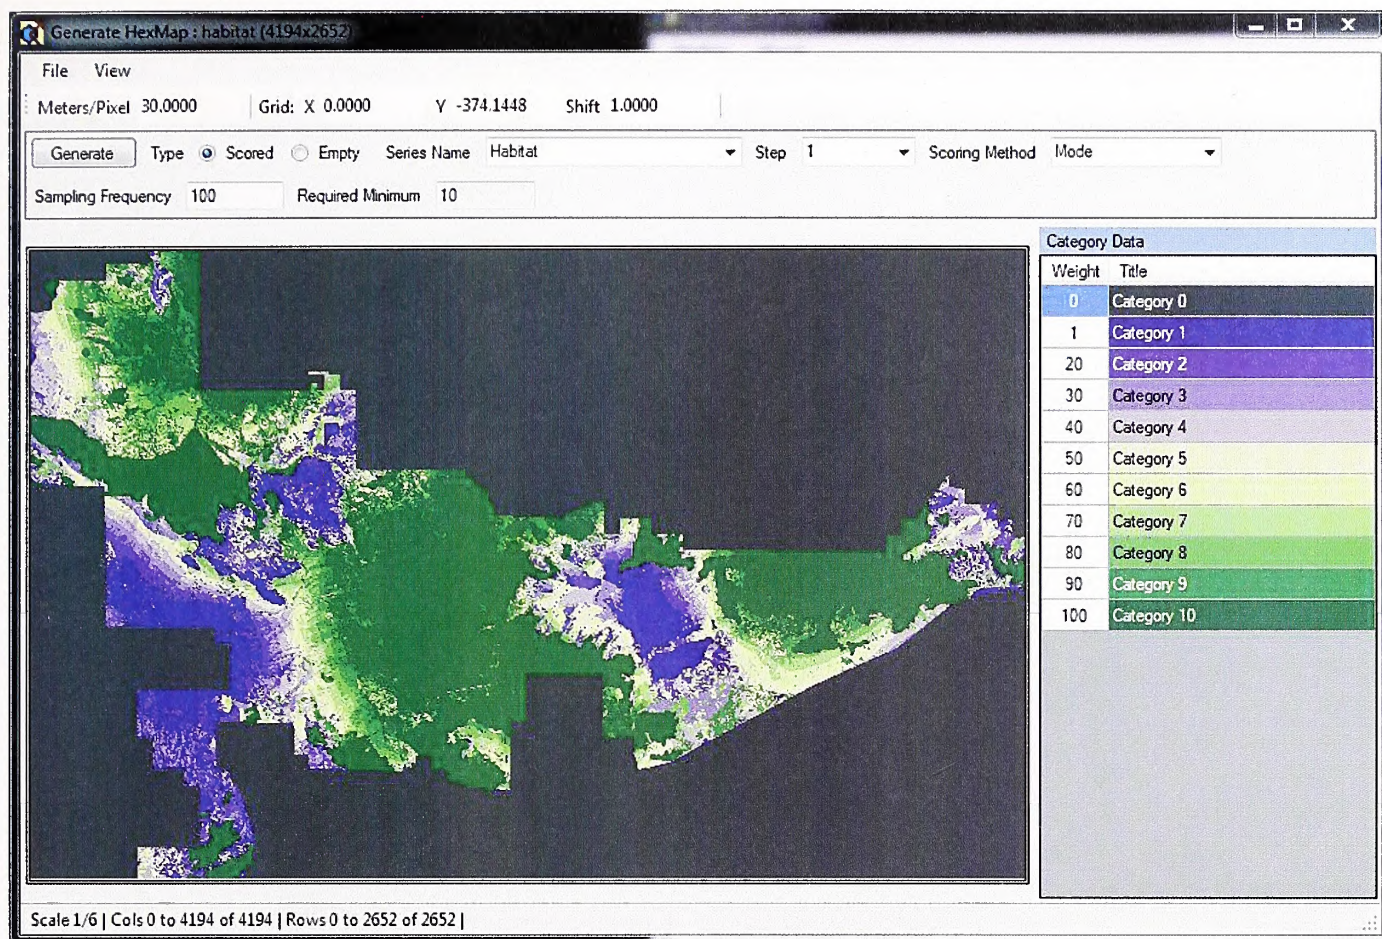 Generate HexMap : habitat (4194x2652)
File View
Meters/Pixel 30.0000 Grid: X 0.0000 Y -374.1448 Shift 1.0000
Generate Type Scored Empty Series Name Habitat Step 1 Scoring Method Mode
Sampling Frequency 100 Required Minimum 10
Category Data
Weight Title
0 Category 0
1 Category 1
20 Category 2
30 Category 3
40 Category 4
50 Category 5
60 Category 6
70 Category 7
80 Category 8
90 Category 9
100 Category 10
Scale 1/6 | Cols 0 to 4194 of 4194 | Rows 0 to 2652 of 2652 |